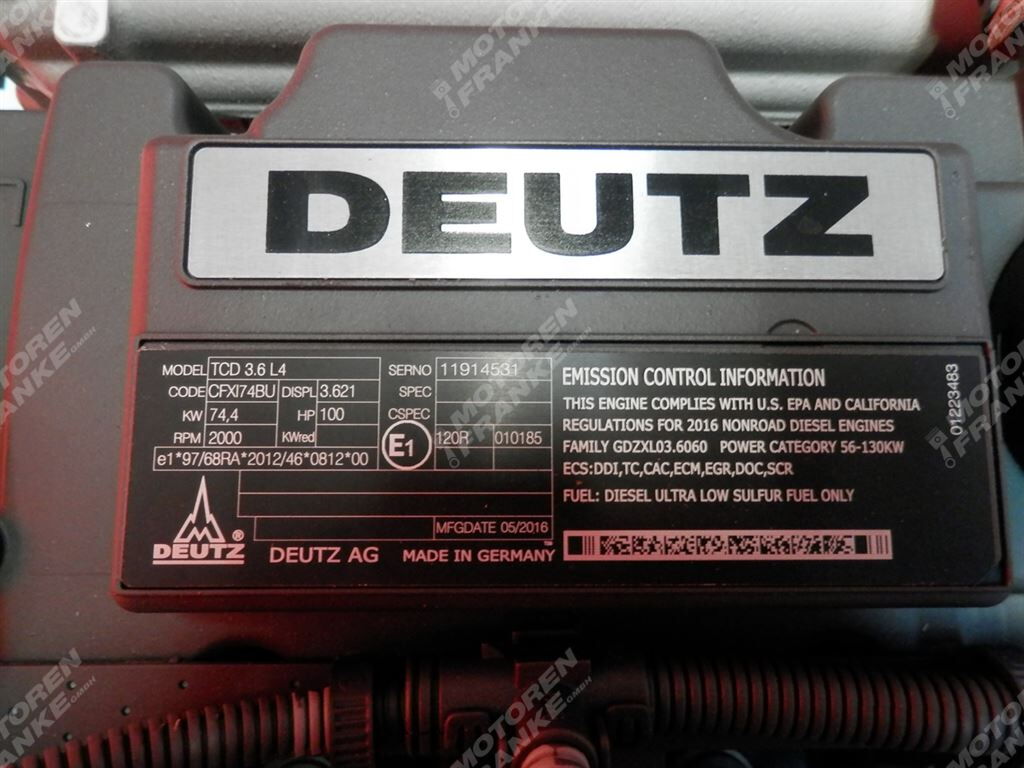 DEUTZ
MODEL TCD 3.6 L4
CODE CFXI74BU DISPL 3.621
KW 74,4 HP 100
RPM 2000 KWred
e1*97/68RA*2012/46*0812*00
SERNO 11914531
SPEC
CSPEC
E1 120R 010185
MFGDATE 05/2016
DEUTZ®
DEUTZ AG MADE IN GERMANY
EMISSION CONTROL INFORMATION
THIS ENGINE COMPLIES WITH U.S. EPA AND CALIFORNIA
REGULATIONS FOR 2016 NONROAD DIESEL ENGINES
FAMILY GDZXL03.6060 POWER CATEGORY 56-130KW
ECS:DDI,TC,CAC,ECM,EGR,DOC,SCR
FUEL: DIESEL ULTRA LOW SULFUR FUEL ONLY
01223483
MOTOREN
FRANKE GMBH